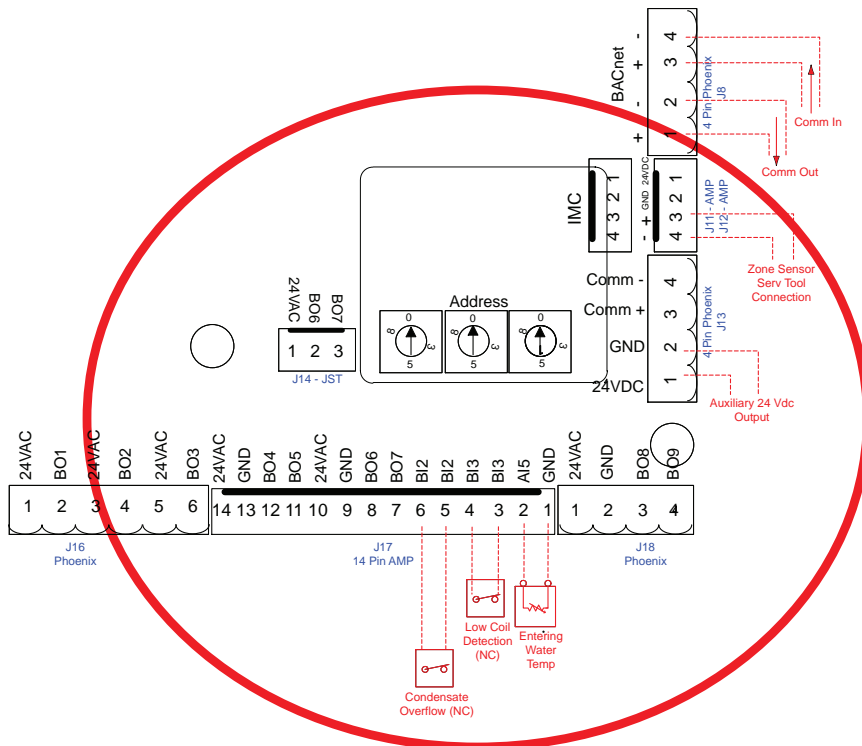 BACnet
- + - +
4 3 2 1
4 Pin Phoenix
J8
Comm In
Comm Out
IMC
4 3 2 1
- + GND 24VDC
4 3 2 1
J11 - AMP
J12 - AMP
Zone Sensor
Serv Tool
Connection
Comm -
Comm +
GND
24VDC
4
3
2
1
4 Pin Phoenix
J13
Auxiliary 24 Vdc
Output
24VAC BO6 BO7
1 2 3
J14 - JST
Address
0 8 3 5
0 8 3 5
0 8 3 5
24VAC BO1 24VAC BO2 24VAC BO3
1 2 3 4 5 6
J16
Phoenix
24VAC GND BO4 BO5 24VAC GND BO6 BO7 BI2 BI2 BI3 BI3 AI5 GND
14 13 12 11 10 9 8 7 6 5 4 3 2 1
J17
14 Pin AMP
24VAC GND BO8 BO9
1 2 3 4
J18
Phoenix
Low Coil
Detection
(NC)
Entering
Water
Temp
Condensate
Overflow (NC)